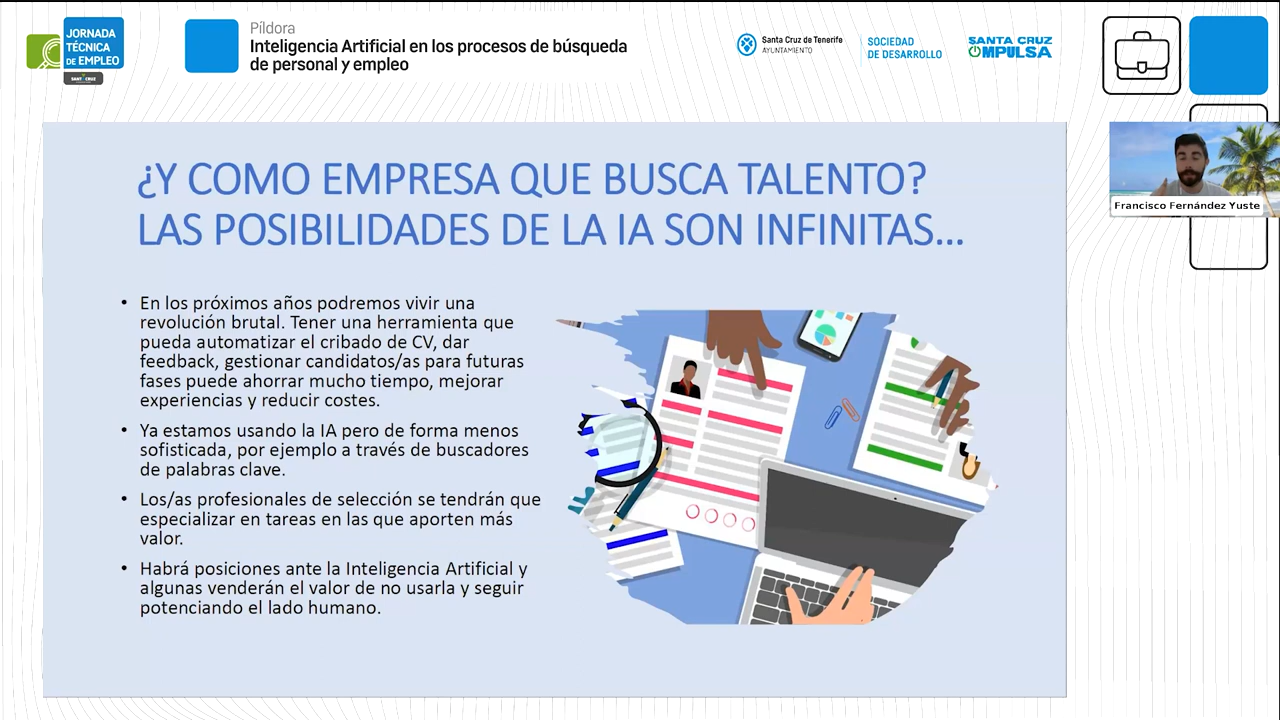 JORNADA
TÉCNICA
DE EMPLEO
SANTA CRUZ
Píldora
Inteligencia Artificial en los procesos de búsqueda
de personal y empleo
Santa Cruz de Tenerife
AYUNTAMIENTO
SOCIEDAD
DE DESARROLLO
SANTA CRUZ
IMPULSA
¿Y COMO EMPRESA QUE BUSCA TALENTO?
LAS POSIBILIDADES DE LA IA SON INFINITAS...
Francisco Fernández Yuste
• En los próximos años podremos vivir una
revolución brutal. Tener una herramienta que
pueda automatizar el cribado de CV, dar
feedback, gestionar candidatos/as para futuras
fases puede ahorrar mucho tiempo, mejorar
experiencias y reducir costes.
• Ya estamos usando la IA pero de forma menos
sofisticada, por ejemplo a través de buscadores
de palabras clave.
• Los/as profesionales de selección se tendrán que
especializar en tareas en las que aporten más
valor.
• Habrá posiciones ante la Inteligencia Artificial y
algunas venderán el valor de no usarla y seguir
potenciando el lado humano.